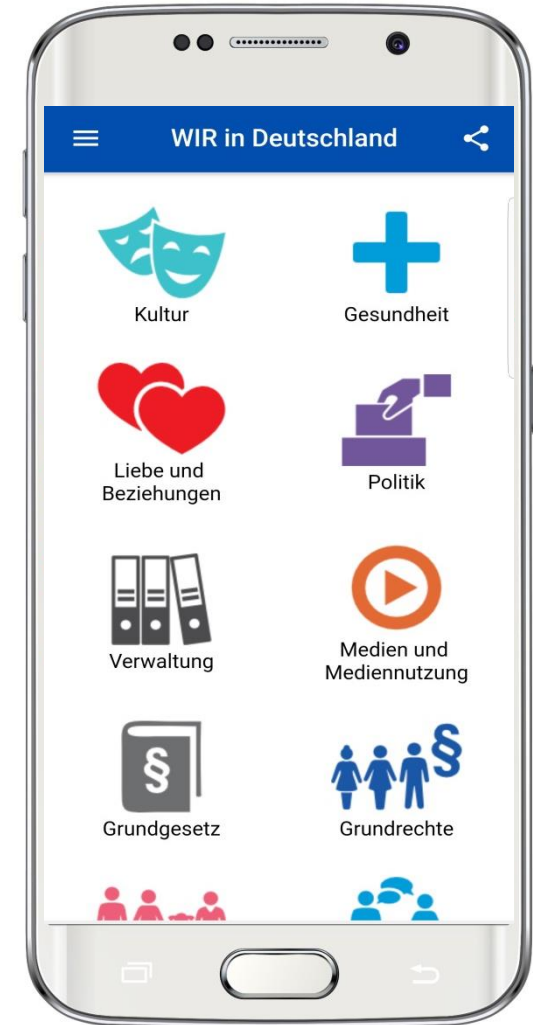 WIR in Deutschland
Kultur
Gesundheit
Liebe und
Beziehungen
Politik
Verwaltung
Medien und
Mediennutzung
§
§
Grundgesetz
Grundrechte